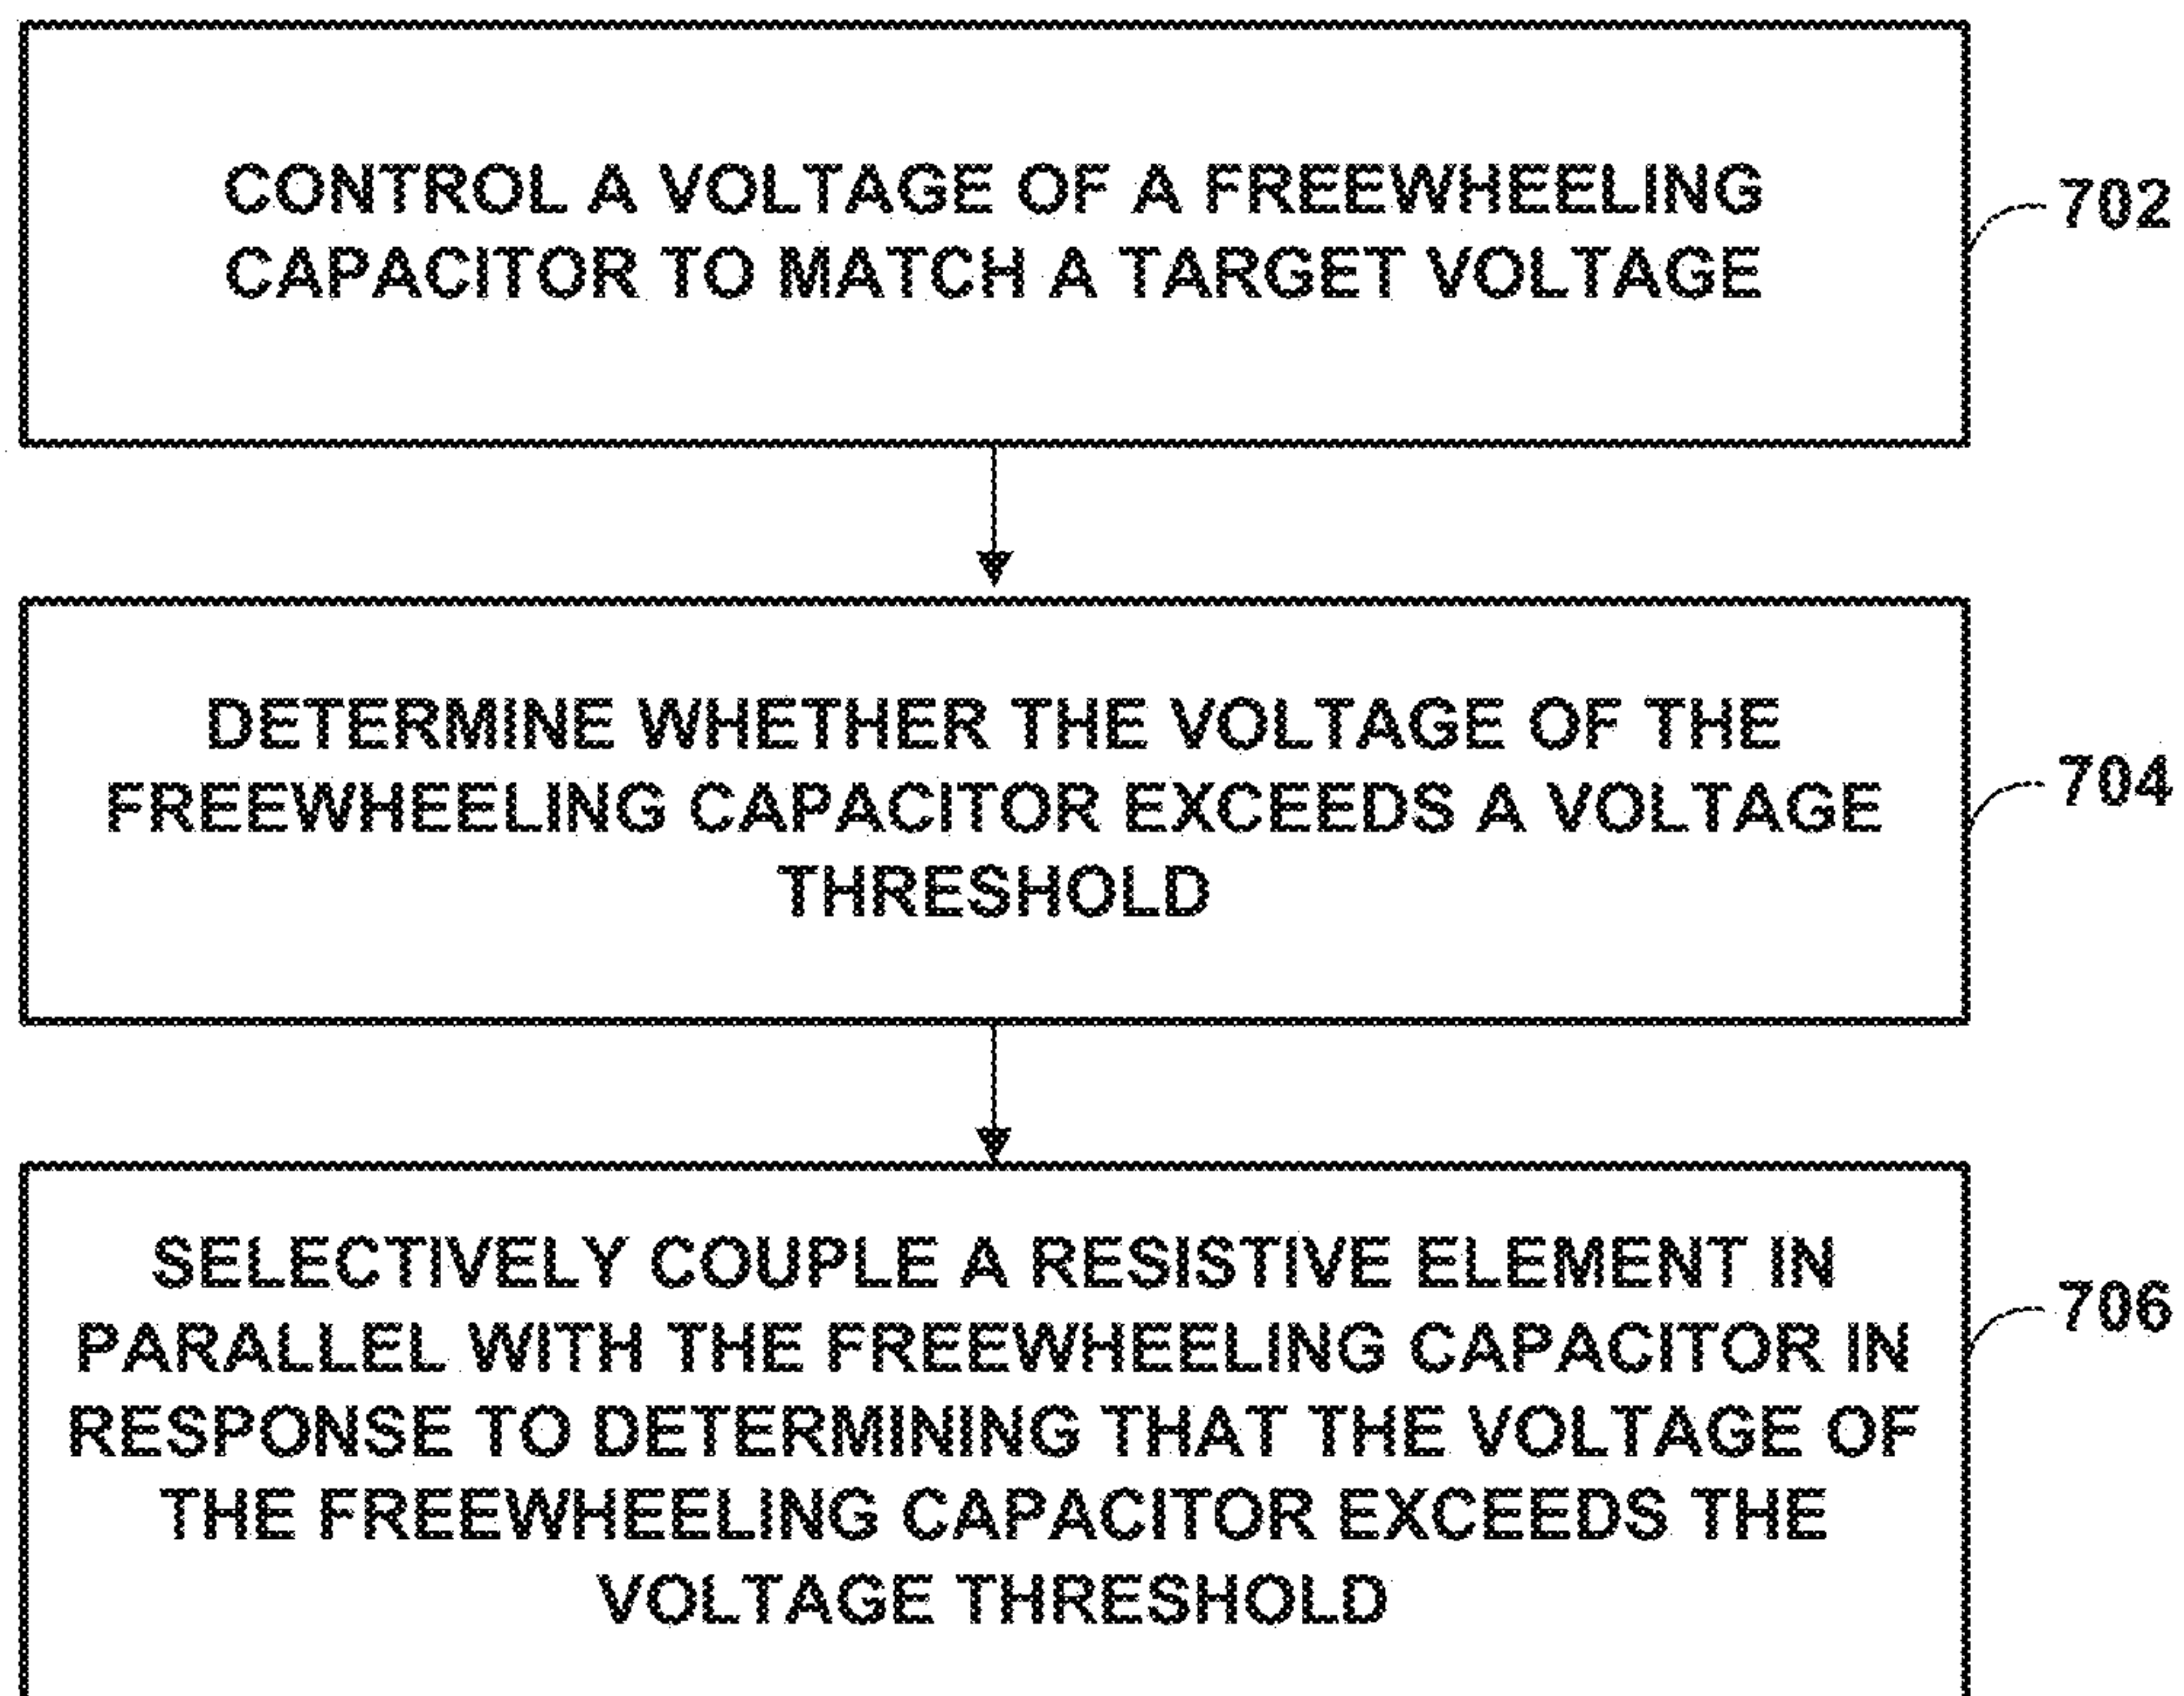 CONTROL A VOLTAGE OF A FREEWHEELING
CAPACITOR TO MATCH A TARGET VOLTAGE
702
DETERMINE WHETHER THE VOLTAGE OF THE
FREEWHEELING CAPACITOR EXCEEDS A VOLTAGE
THRESHOLD
704
SELECTIVELY COUPLE A RESISTIVE ELEMENT IN
PARALLEL WITH THE FREEWHEELING CAPACITOR IN
RESPONSE TO DETERMINING THAT THE VOLTAGE OF
THE FREEWHEELING CAPACITOR EXCEEDS THE
VOLTAGE THRESHOLD
706